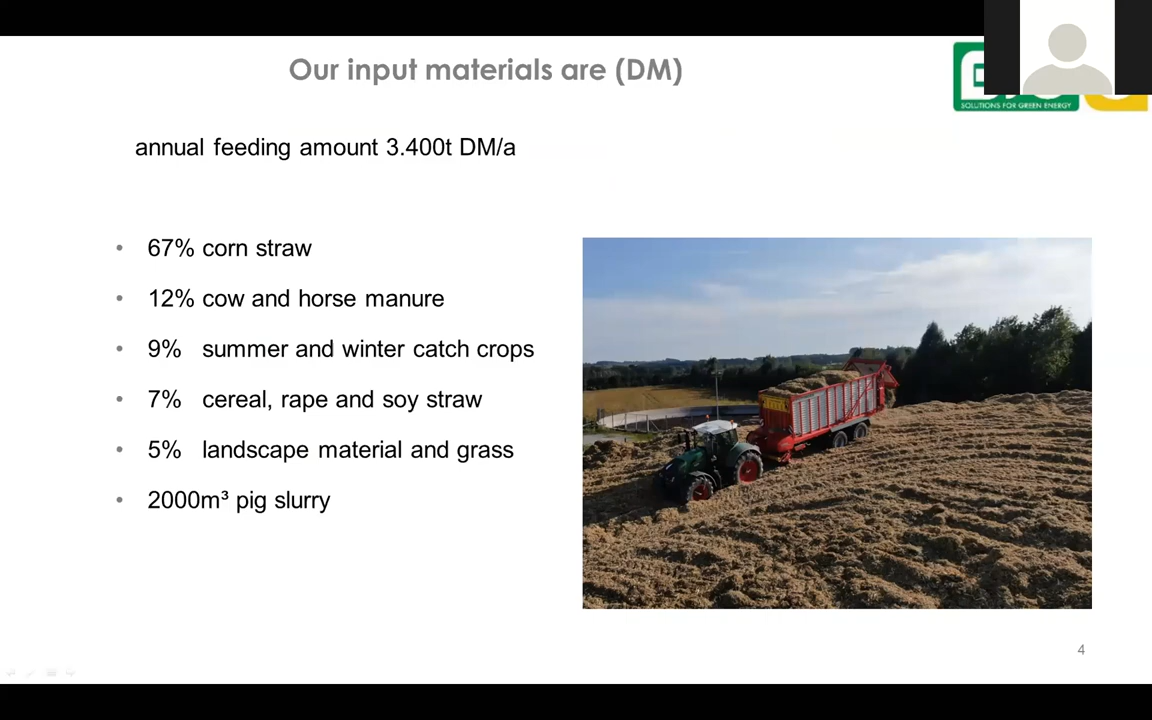 Our input materials are (DM)
SOLUTIONS FOR GREEN ENERGY
annual feeding amount 3.400t DM/a
• 67% corn straw
• 12% cow and horse manure
• 9% summer and winter catch crops
• 7% cereal, rape and soy straw
• 5% landscape material and grass
• 2000m³ pig slurry
4